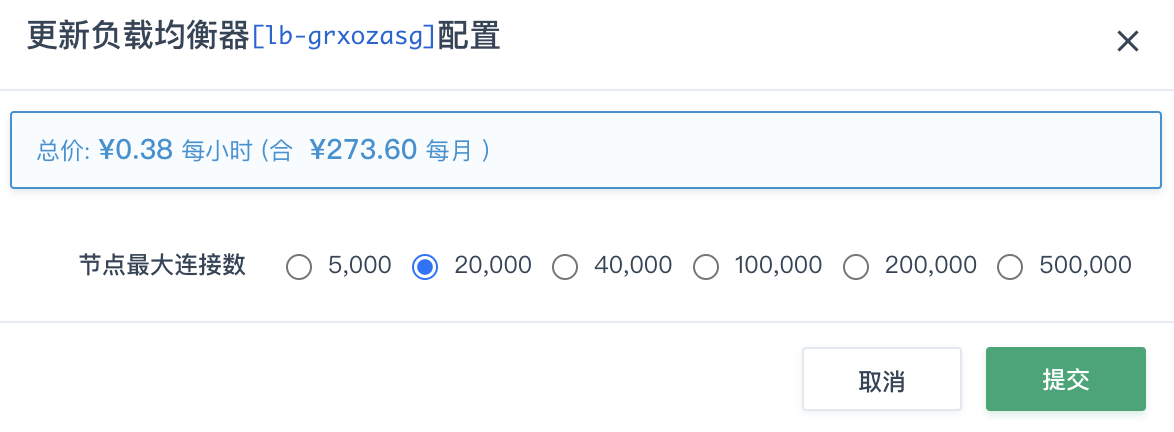 更新负载均衡器[lb-grxozasg]配置
总价: ¥0.38 每小时 (合 ¥273.60 每月 )
节点最大连接数 5,000 20,000 40,000 100,000 200,000 500,000
取消 提交